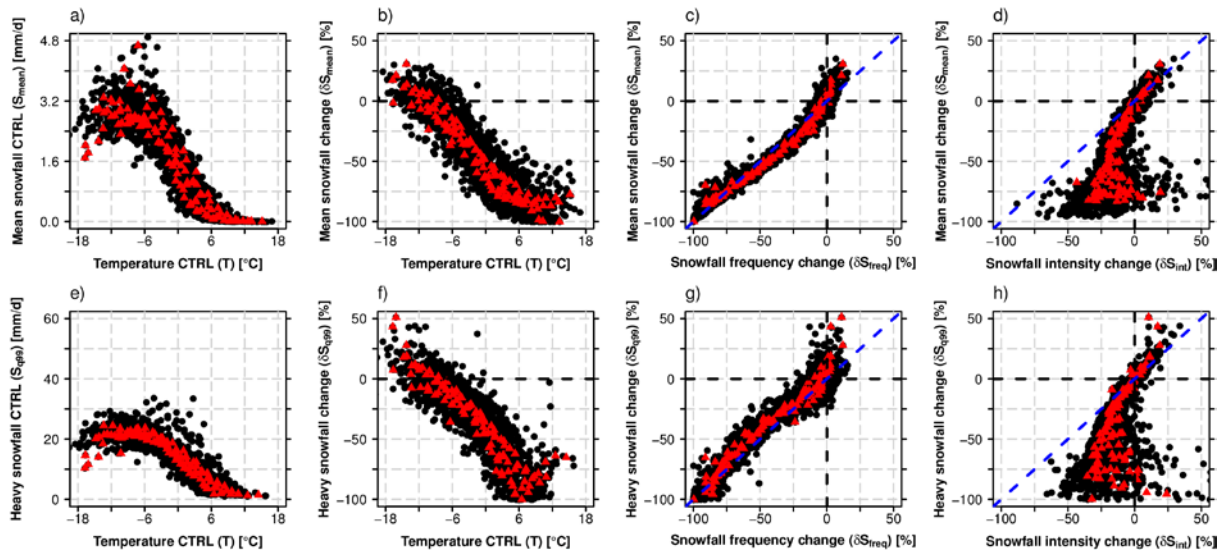 a)
Mean snowfall CTRL (Smean) [mm/d]
4.8
3.2
1.6
0.0
−18 −6 6 18
Temperature CTRL (T) [°C]
b)
[%]
Mean snowfall change (δSmean)
50
0
−50
−100
−18 −6 6 18
Temperature CTRL (T) [°C]
c)
[%]
Mean snowfall change (δSmean)
50
0
−50
−100
−100 −50 0 50
Snowfall frequency change (δSfreq) [%]
d)
[%]
Mean snowfall change (δSmean)
50
0
−50
−100
−100 −50 0 50
Snowfall intensity change (δSint) [%]
e)
Heavy snowfall CTRL (Sq99) [mm/d]
60
40
20
0
−18 −6 6 18
Temperature CTRL (T) [°C]
f)
[%]
Heavy snowfall change (δSq99)
50
0
−50
−100
−18 −6 6 18
Temperature CTRL (T) [°C]
g)
[%]
Heavy snowfall change (δSq99)
50
0
−50
−100
−100 −50 0 50
Snowfall frequency change (δSfreq) [%]
h)
[%]
Heavy snowfall change (δSq99)
50
0
−50
−100
−100 −50 0 50
Snowfall intensity change (δSint) [%]